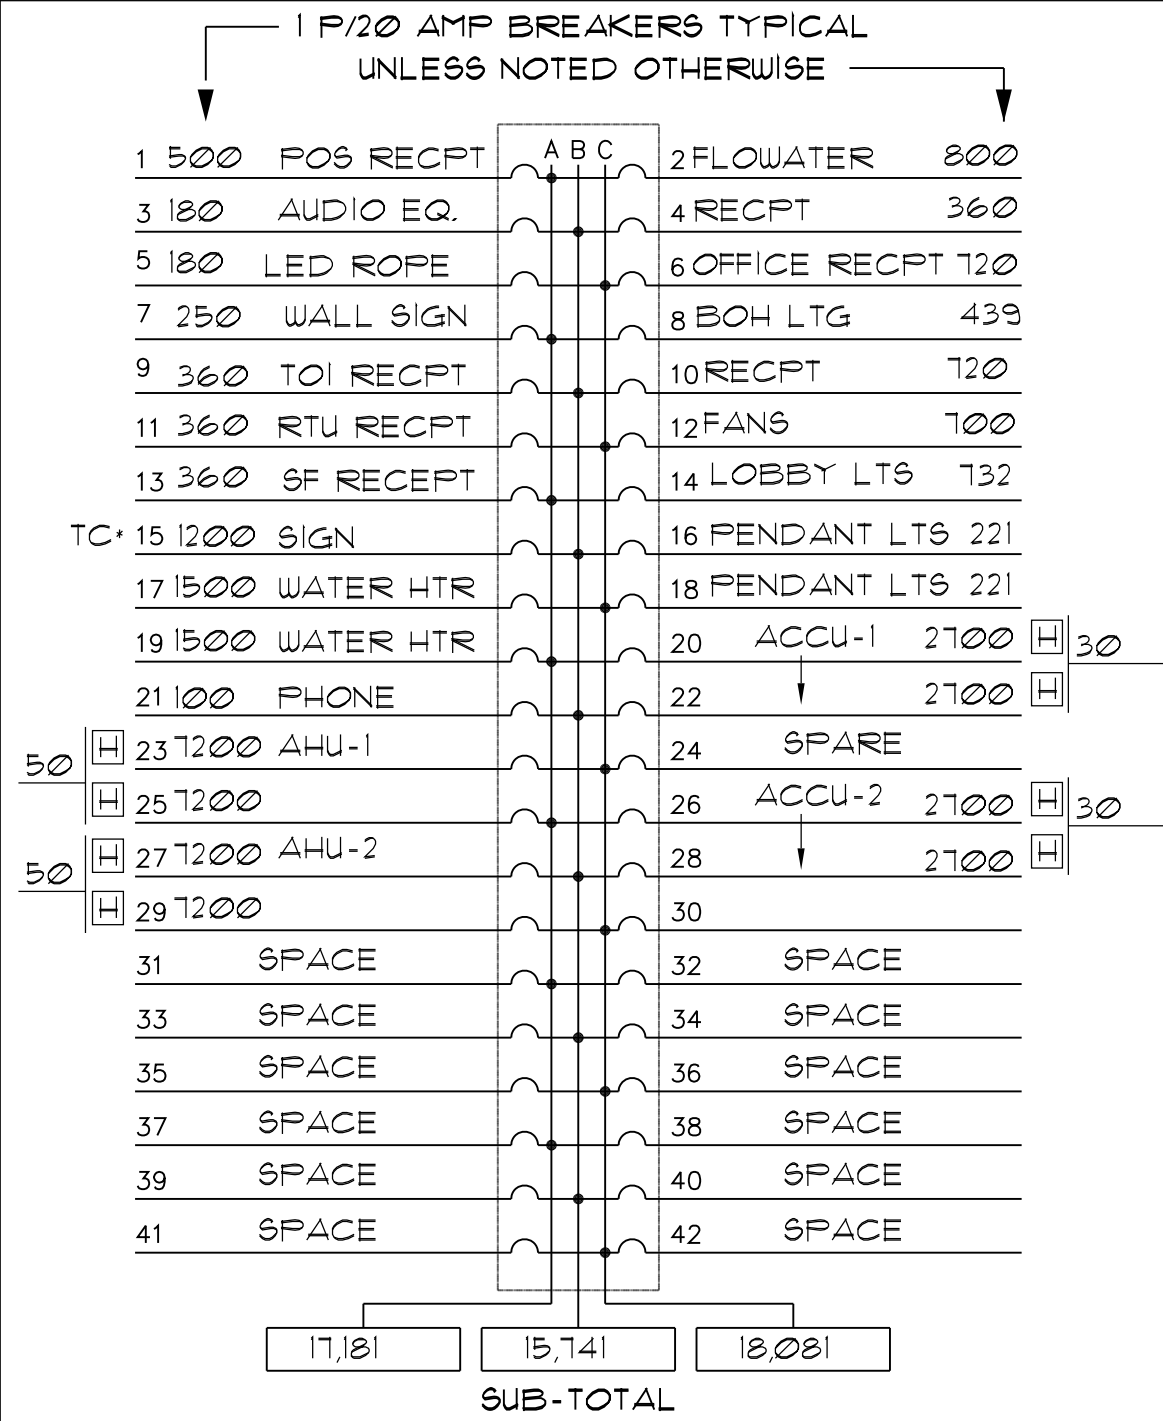 1 P/20 AMP BREAKERS TYPICAL
UNLESS NOTED OTHERWISE
A B C
1 500 POS RECPT 2 FLOWATER 800
3 180 AUDIO EQ. 4 RECPT 360
5 180 LED ROPE 6 OFFICE RECPT 720
7 250 WALL SIGN 8 BOH LTG 439
9 360 TOI RECPT 10 RECPT 720
11 360 RTU RECPT 12 FANS 700
13 360 SF RECEPT 14 LOBBY LTS 732
TC* 15 1200 SIGN 16 PENDANT LTS 221
17 1500 WATER HTR 18 PENDANT LTS 221
19 1500 WATER HTR 20 ACCU-1 2700 H 30
21 100 PHONE 22 2700 H
50 H 23 7200 AHU-1 24 SPARE
H 25 7200 26 ACCU-2 2700 H 30
50 H 27 7200 AHU-2 28 2700 H
H 29 7200 30
31 SPACE 32 SPACE
33 SPACE 34 SPACE
35 SPACE 36 SPACE
37 SPACE 38 SPACE
39 SPACE 40 SPACE
41 SPACE 42 SPACE
17,181 15,741 18,081
SUB-TOTAL